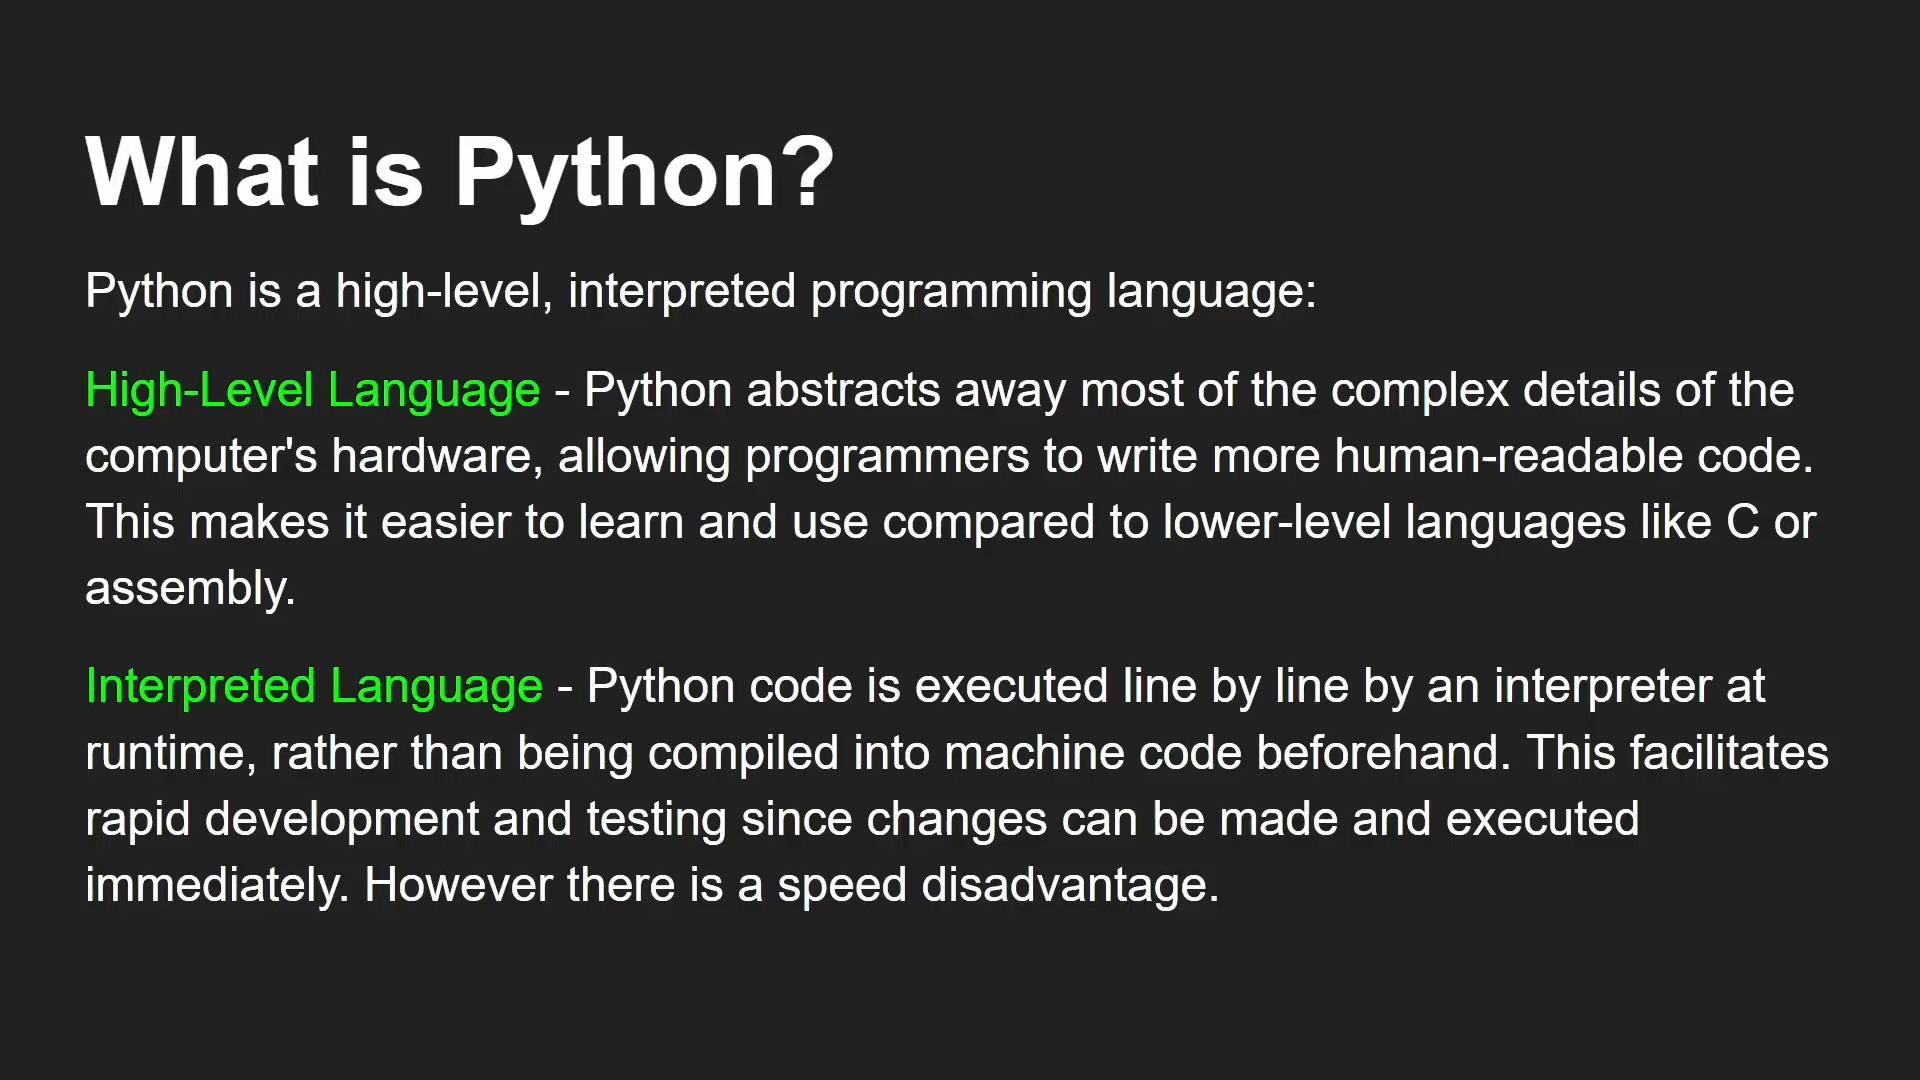 What is Python?
Python is a high-level, interpreted programming language:
High-Level Language - Python abstracts away most of the complex details of the
computer's hardware, allowing programmers to write more human-readable code.
This makes it easier to learn and use compared to lower-level languages like C or
assembly.
Interpreted Language - Python code is executed line by line by an interpreter at
runtime, rather than being compiled into machine code beforehand. This facilitates
rapid development and testing since changes can be made and executed
immediately. However there is a speed disadvantage.